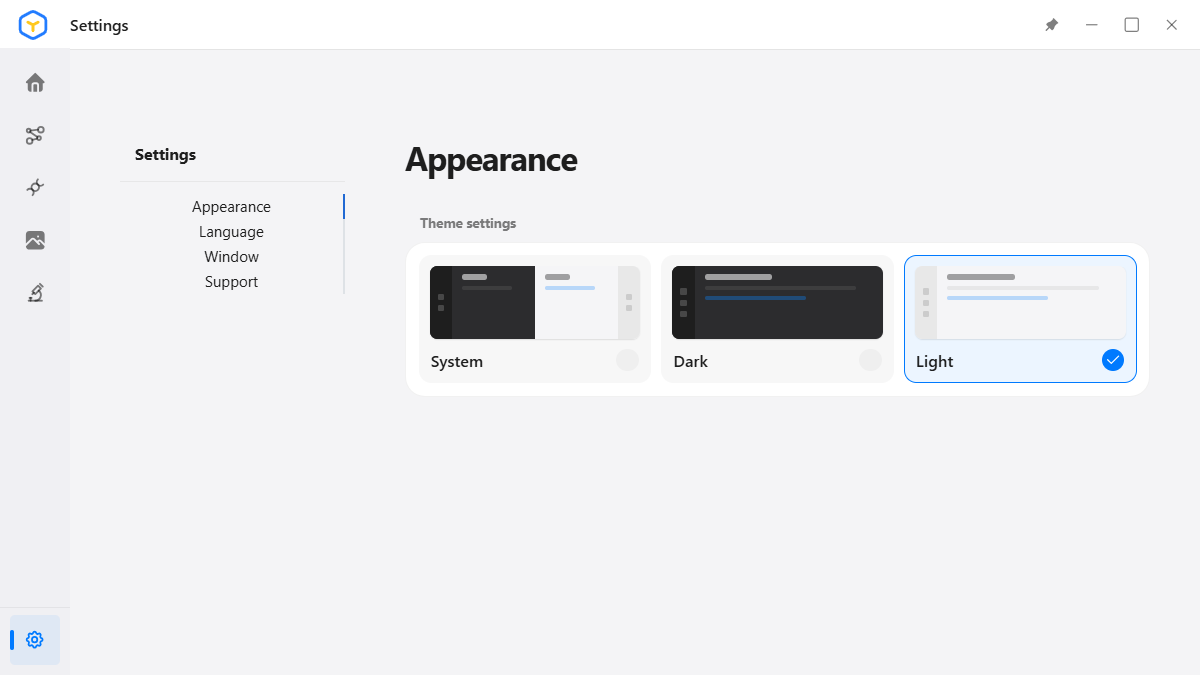 Settings
Settings
Appearance
Language
Window
Support
Appearance
Theme settings
System
Dark
Light